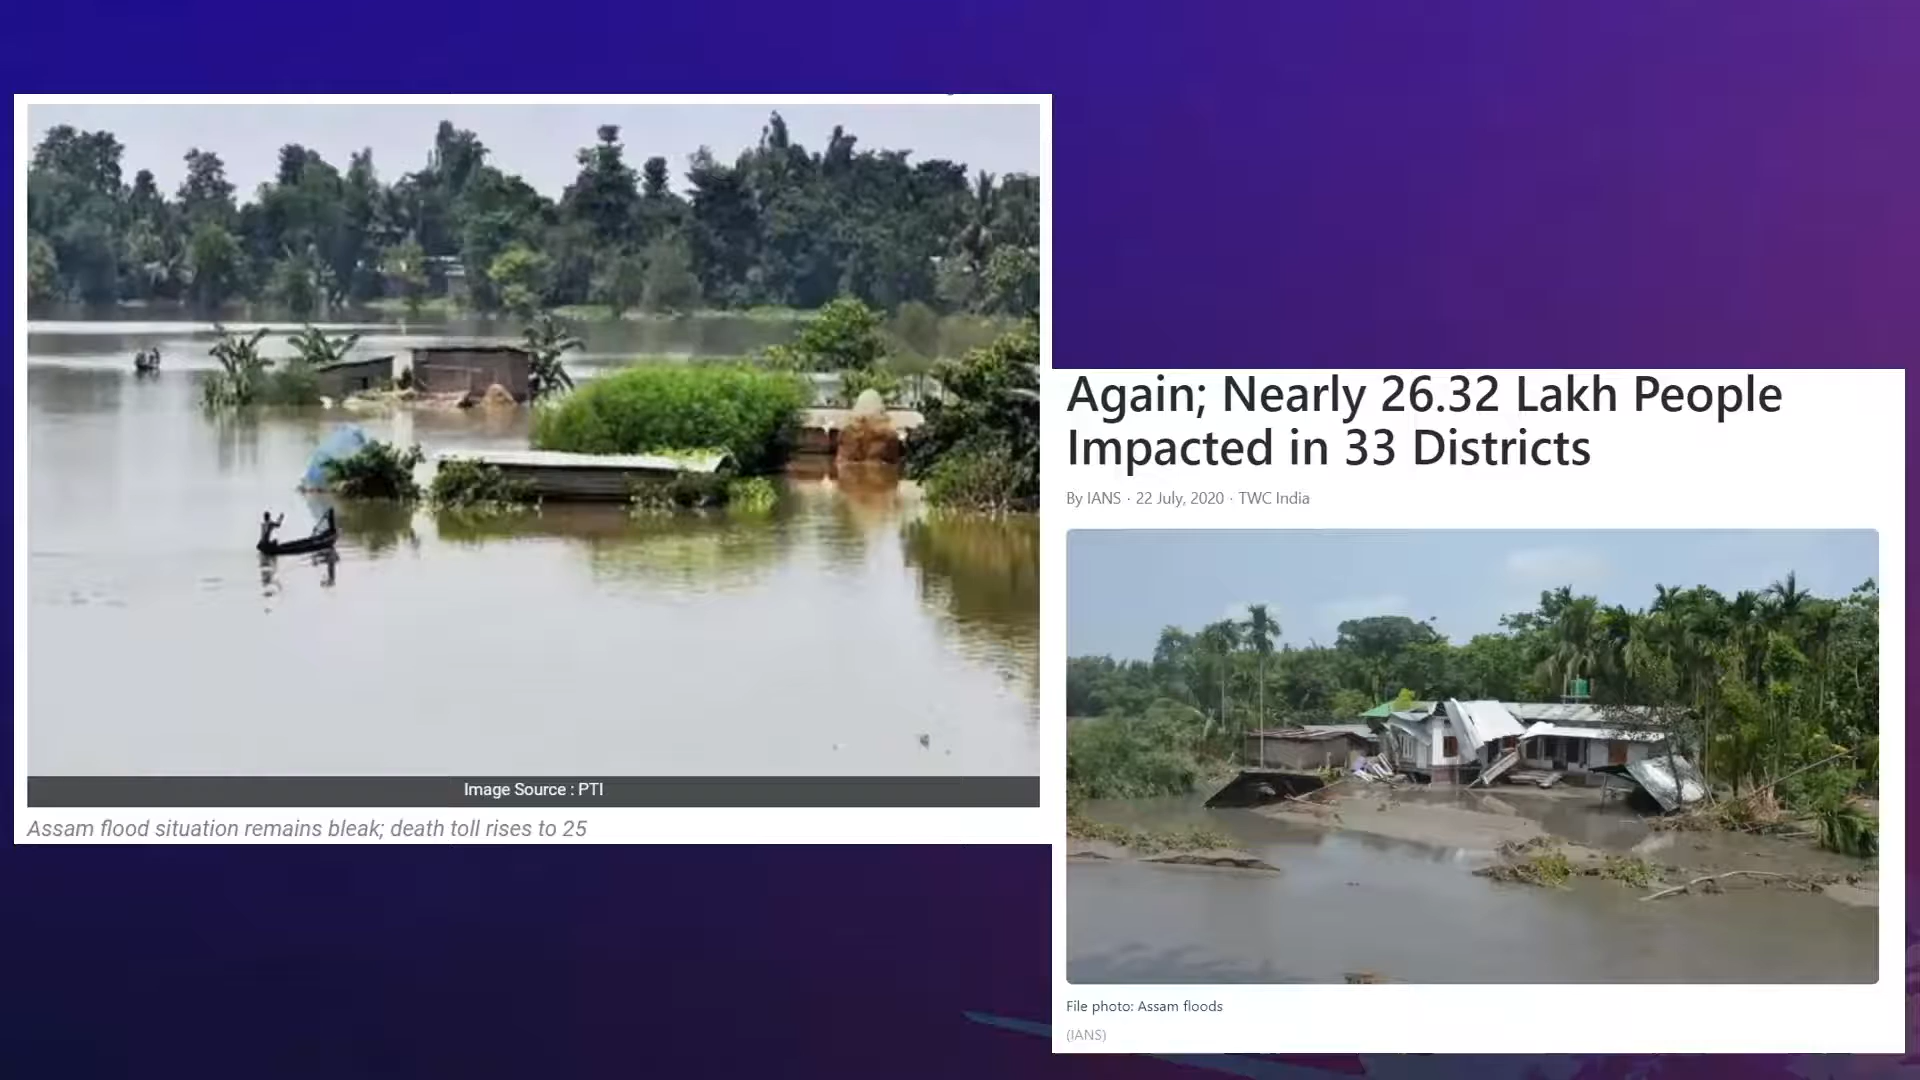 Image Source : PTI
Assam flood situation remains bleak; death toll rises to 25
Again; Nearly 26.32 Lakh People
Impacted in 33 Districts
By IANS · 22 July, 2020 · TWC India
File photo: Assam floods
(IANS)